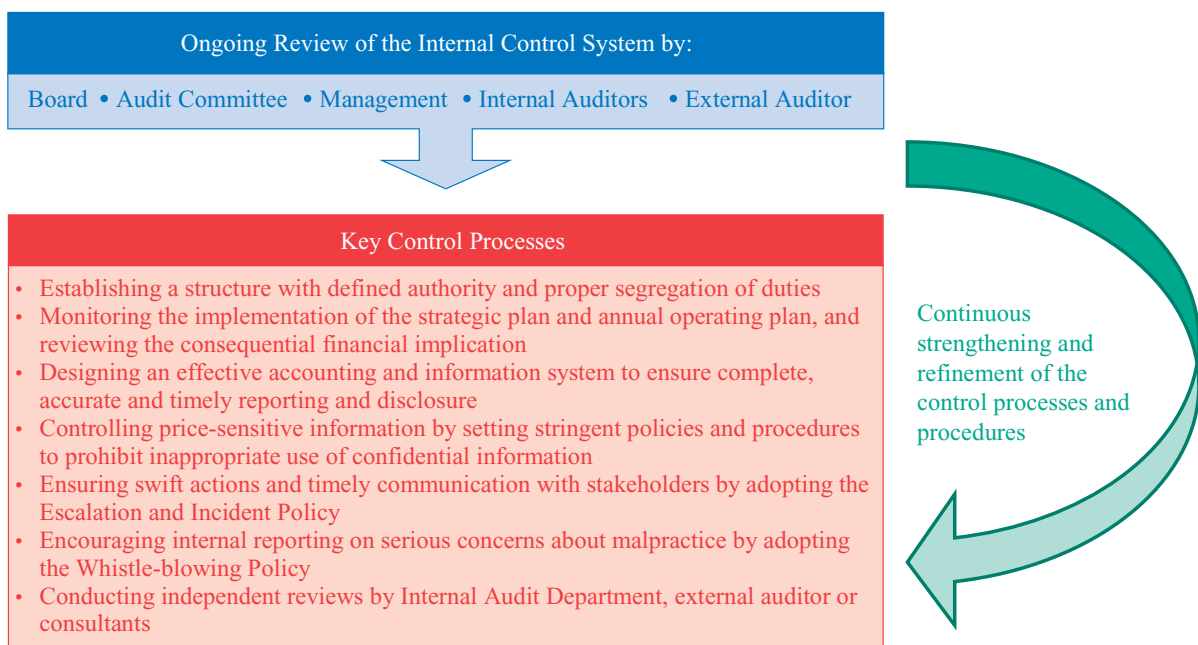 Ongoing Review of the Internal Control System by:
Board • Audit Committee • Management • Internal Auditors • External Auditor
Key Control Processes
• Establishing a structure with defined authority and proper segregation of duties
• Monitoring the implementation of the strategic plan and annual operating plan, and
reviewing the consequential financial implication
• Designing an effective accounting and information system to ensure complete,
accurate and timely reporting and disclosure
• Controlling price-sensitive information by setting stringent policies and procedures
to prohibit inappropriate use of confidential information
• Ensuring swift actions and timely communication with stakeholders by adopting the
Escalation and Incident Policy
• Encouraging internal reporting on serious concerns about malpractice by adopting
the Whistle-blowing Policy
• Conducting independent reviews by Internal Audit Department, external auditor or
consultants
Continuous
strengthening and
refinement of the
control processes and
procedures